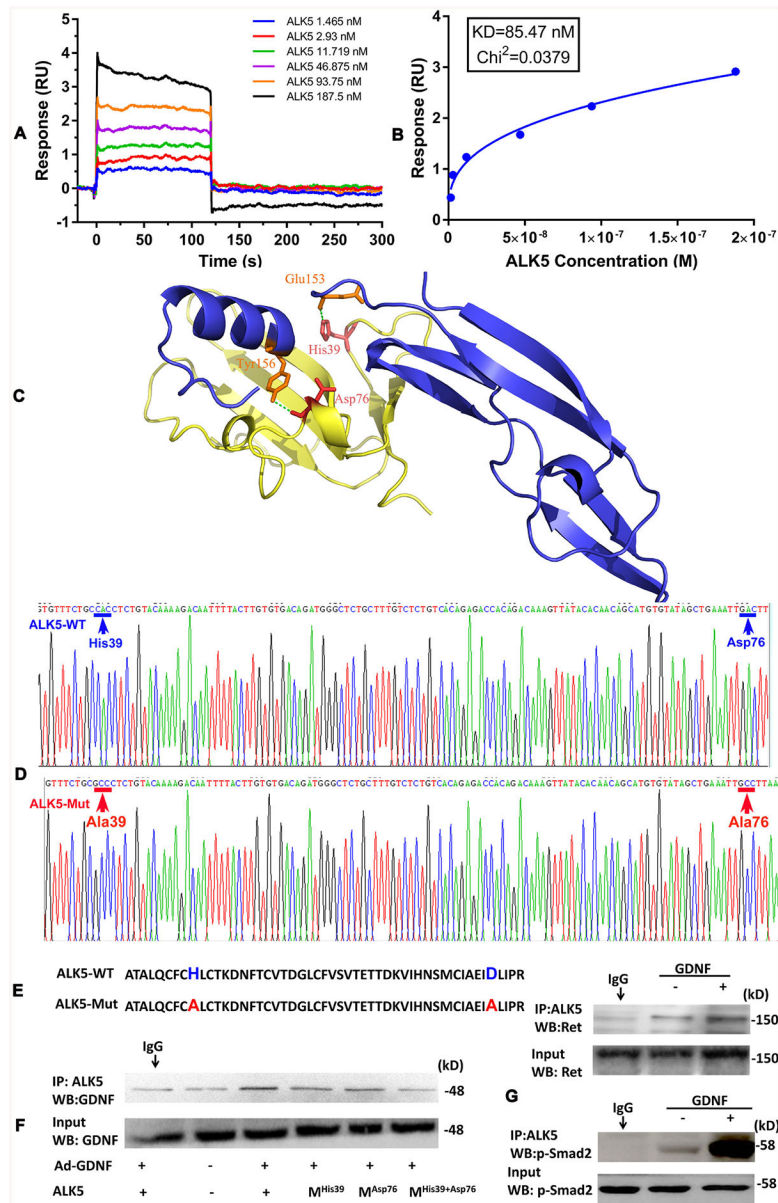 ALK5 1.465 nM
ALK5 2.93 nM
ALK5 11.719 nM
ALK5 46.875 nM
ALK5 93.75 nM
ALK5 187.5 nM
5
4
3
2
1
0
-1
Response (RU)
0 50 100 150 200 250 300
Time (s)
A
KD=85.47 nM
Chi²=0.0379
4
3
2
1
0
Response (RU)
0 5×10⁻⁸ 1×10⁻⁷ 1.5×10⁻⁷ 2×10⁻⁷
ALK5 Concentration (M)
B
C
Glu153
His39
Tyr156
Asp76
GTGTTTCTGCCACCTCTGTACAAAAGACAATTTTACTTGTGTGACAGATGGGCTCTGCTTTGTCTCTGTCACAGAGACCACAGACAAAGTTATACACAACAGCATGTGTATAGCTGAAATTGACTT
ALK5-WT
His39
Asp76
D
GTTTCTGCGCCCTCTGTACAAAAGACAATTTTACTTGTGTGACAGATGGGCTCTGCTTTGTCTCTGTCACAGAGACCACAGACAAAGTTATACACAACAGCATGTGTATAGCTGAAATTGCCTTAA
ALK5-Mut
Ala39
Ala76
E
ALK5-WT ATALQCFCHLCTKDNFTCVTDGLCFVSVTETTDKVIHNSMCIAEIDLIPR
ALK5-Mut ATALQCFCALCTKDNFTCVTDGLCFVSVTETTDKVIHNSMCIAEIALIPR
F
IgG
(kD)
IP: ALK5
WB:GDNF
-48
Input
WB: GDNF
-48
Ad-GDNF + - + + + +
ALK5 + - + M^His39 M^Asp76 M^His39+Asp76
G
IgG
GDNF
- +
(kD)
IP:ALK5
WB:Ret
-150
Input
WB: Ret
-150
IgG
GDNF
- +
(kD)
IP:ALK5
WB:p-Smad2
-58
Input
WB: p-Smad2
-58